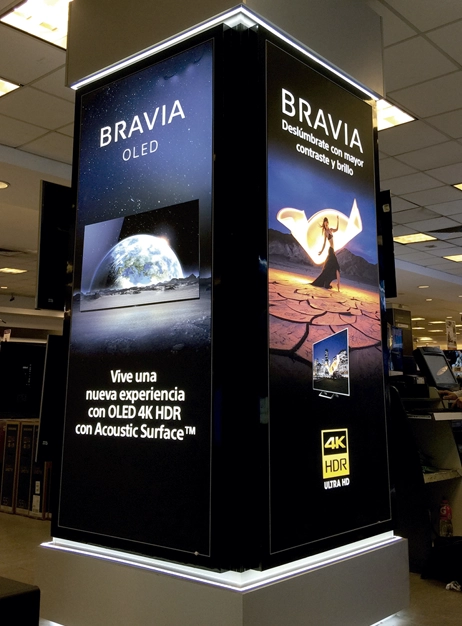 BRAVIA
OLED
Vive una
nueva experiencia
con OLED 4K HDR
con Acoustic Surface™
BRAVIA
Deslúmbrate con mayor
contraste y brillo
4K
HDR
ULTRA HD